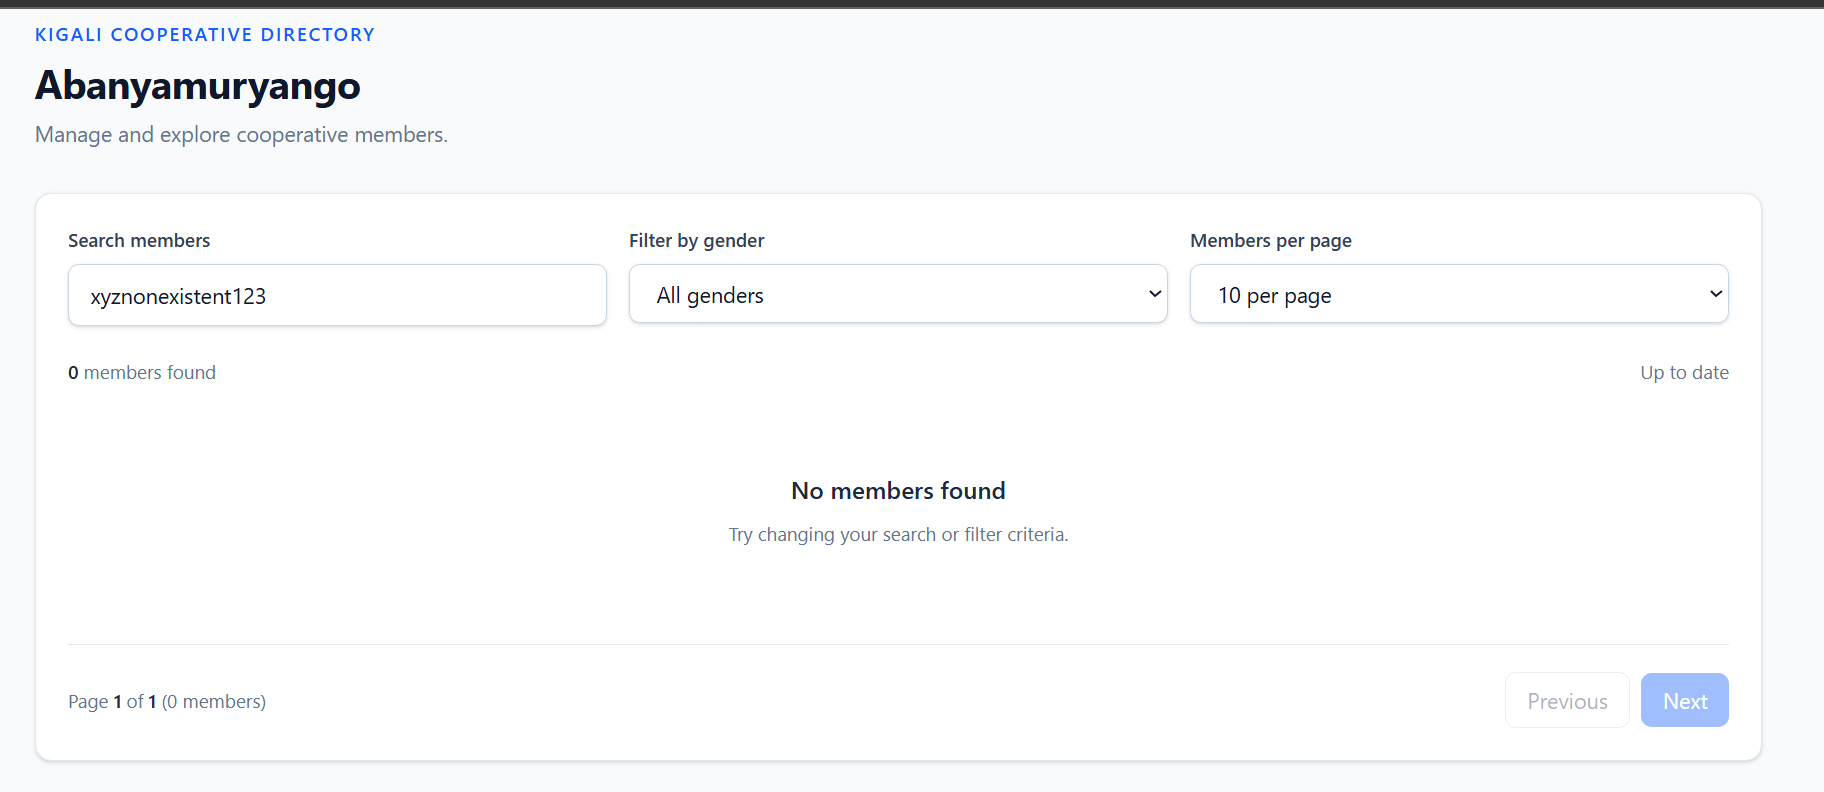 KIGALI COOPERATIVE DIRECTORY
Abanyamuryango
Manage and explore cooperative members.
Search members
xyznonexistent123
Filter by gender
All genders
Members per page
10 per page
0 members found
Up to date
No members found
Try changing your search or filter criteria.
Page 1 of 1 (0 members)
Previous
Next